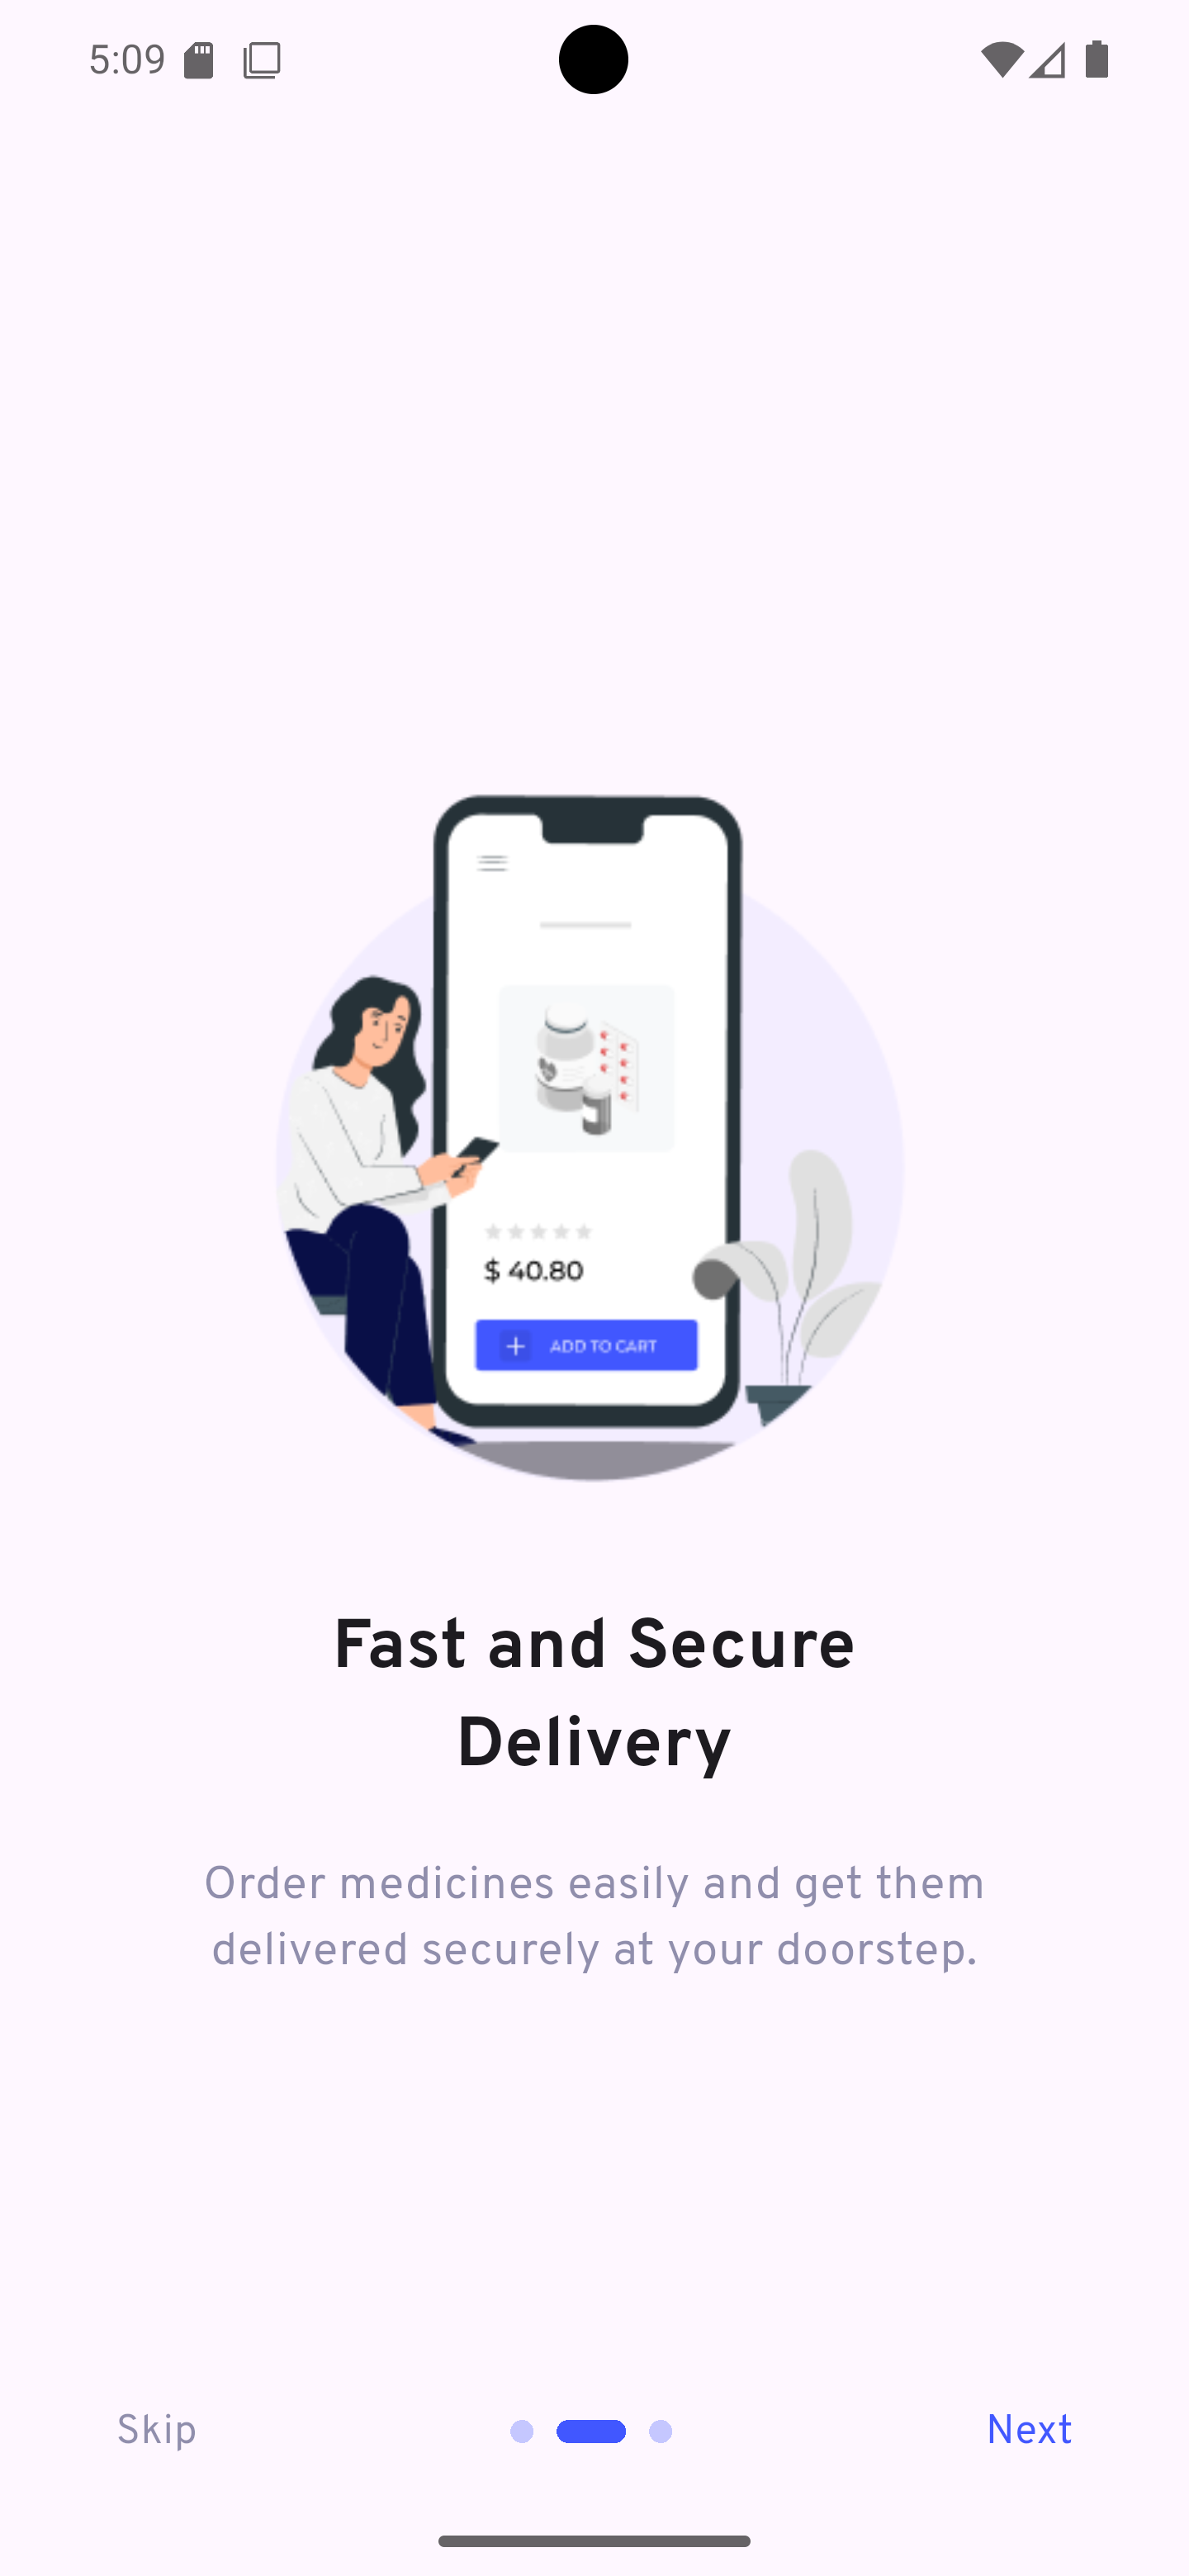 5:09
$ 40.80
ADD TO CART
Fast and Secure
Delivery
Order medicines easily and get them
delivered securely at your doorstep.
Skip
Next